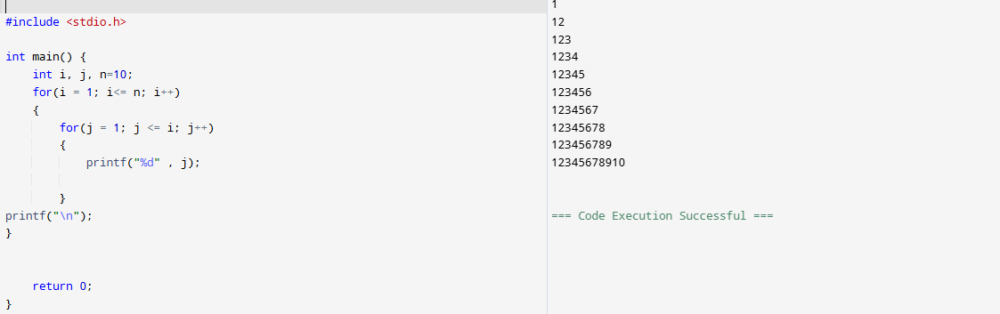 #include <stdio.h>
int main() {
int i, j, n=10;
for(i = 1; i<= n; i++)
{
for(j = 1; j <= i; j++)
{
printf("%d" , j);
}
printf("\n");
}
return 0;
}
1
12
123
1234
12345
123456
1234567
12345678
123456789
12345678910
=== Code Execution Successful ===